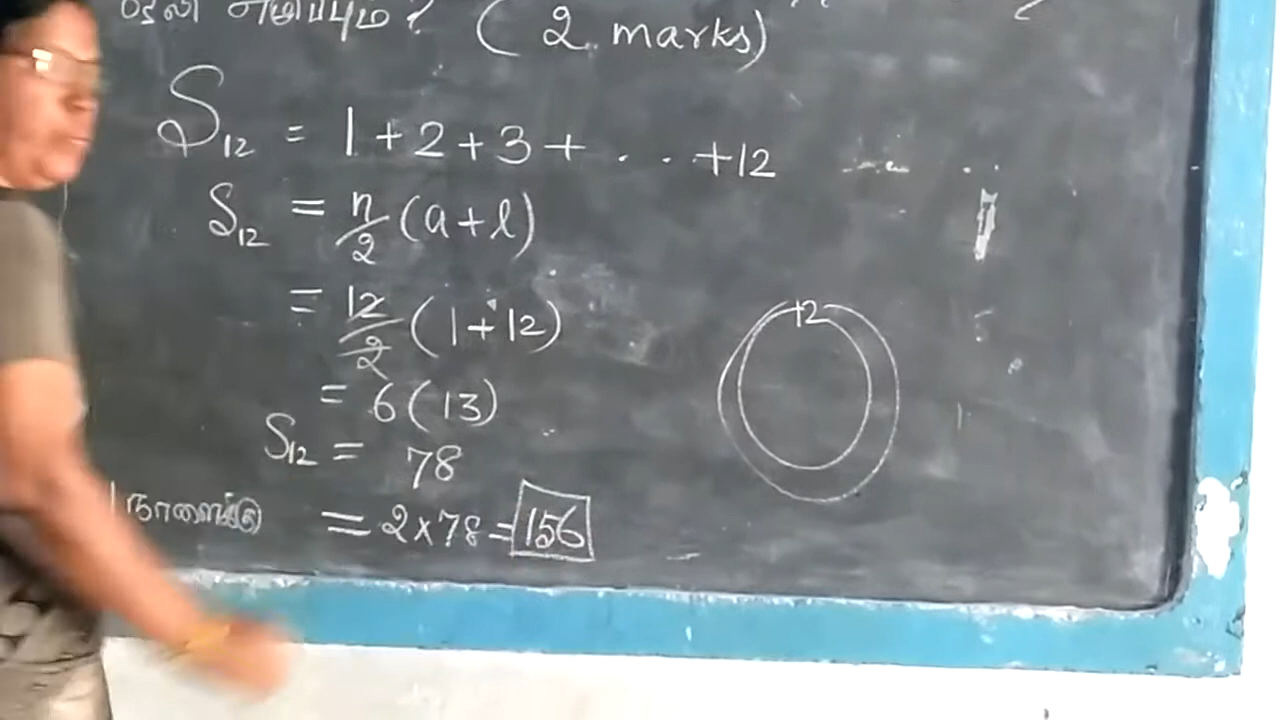 ( 2 marks)
S₁₂ = 1 + 2 + 3 + . . . + 12
S₁₂ = n/2 (a + l)
= 12/2 (1 + 12)
= 6(13)
S₁₂ = 78
1 நாளைக்கு = 2 x 78 = 156
12